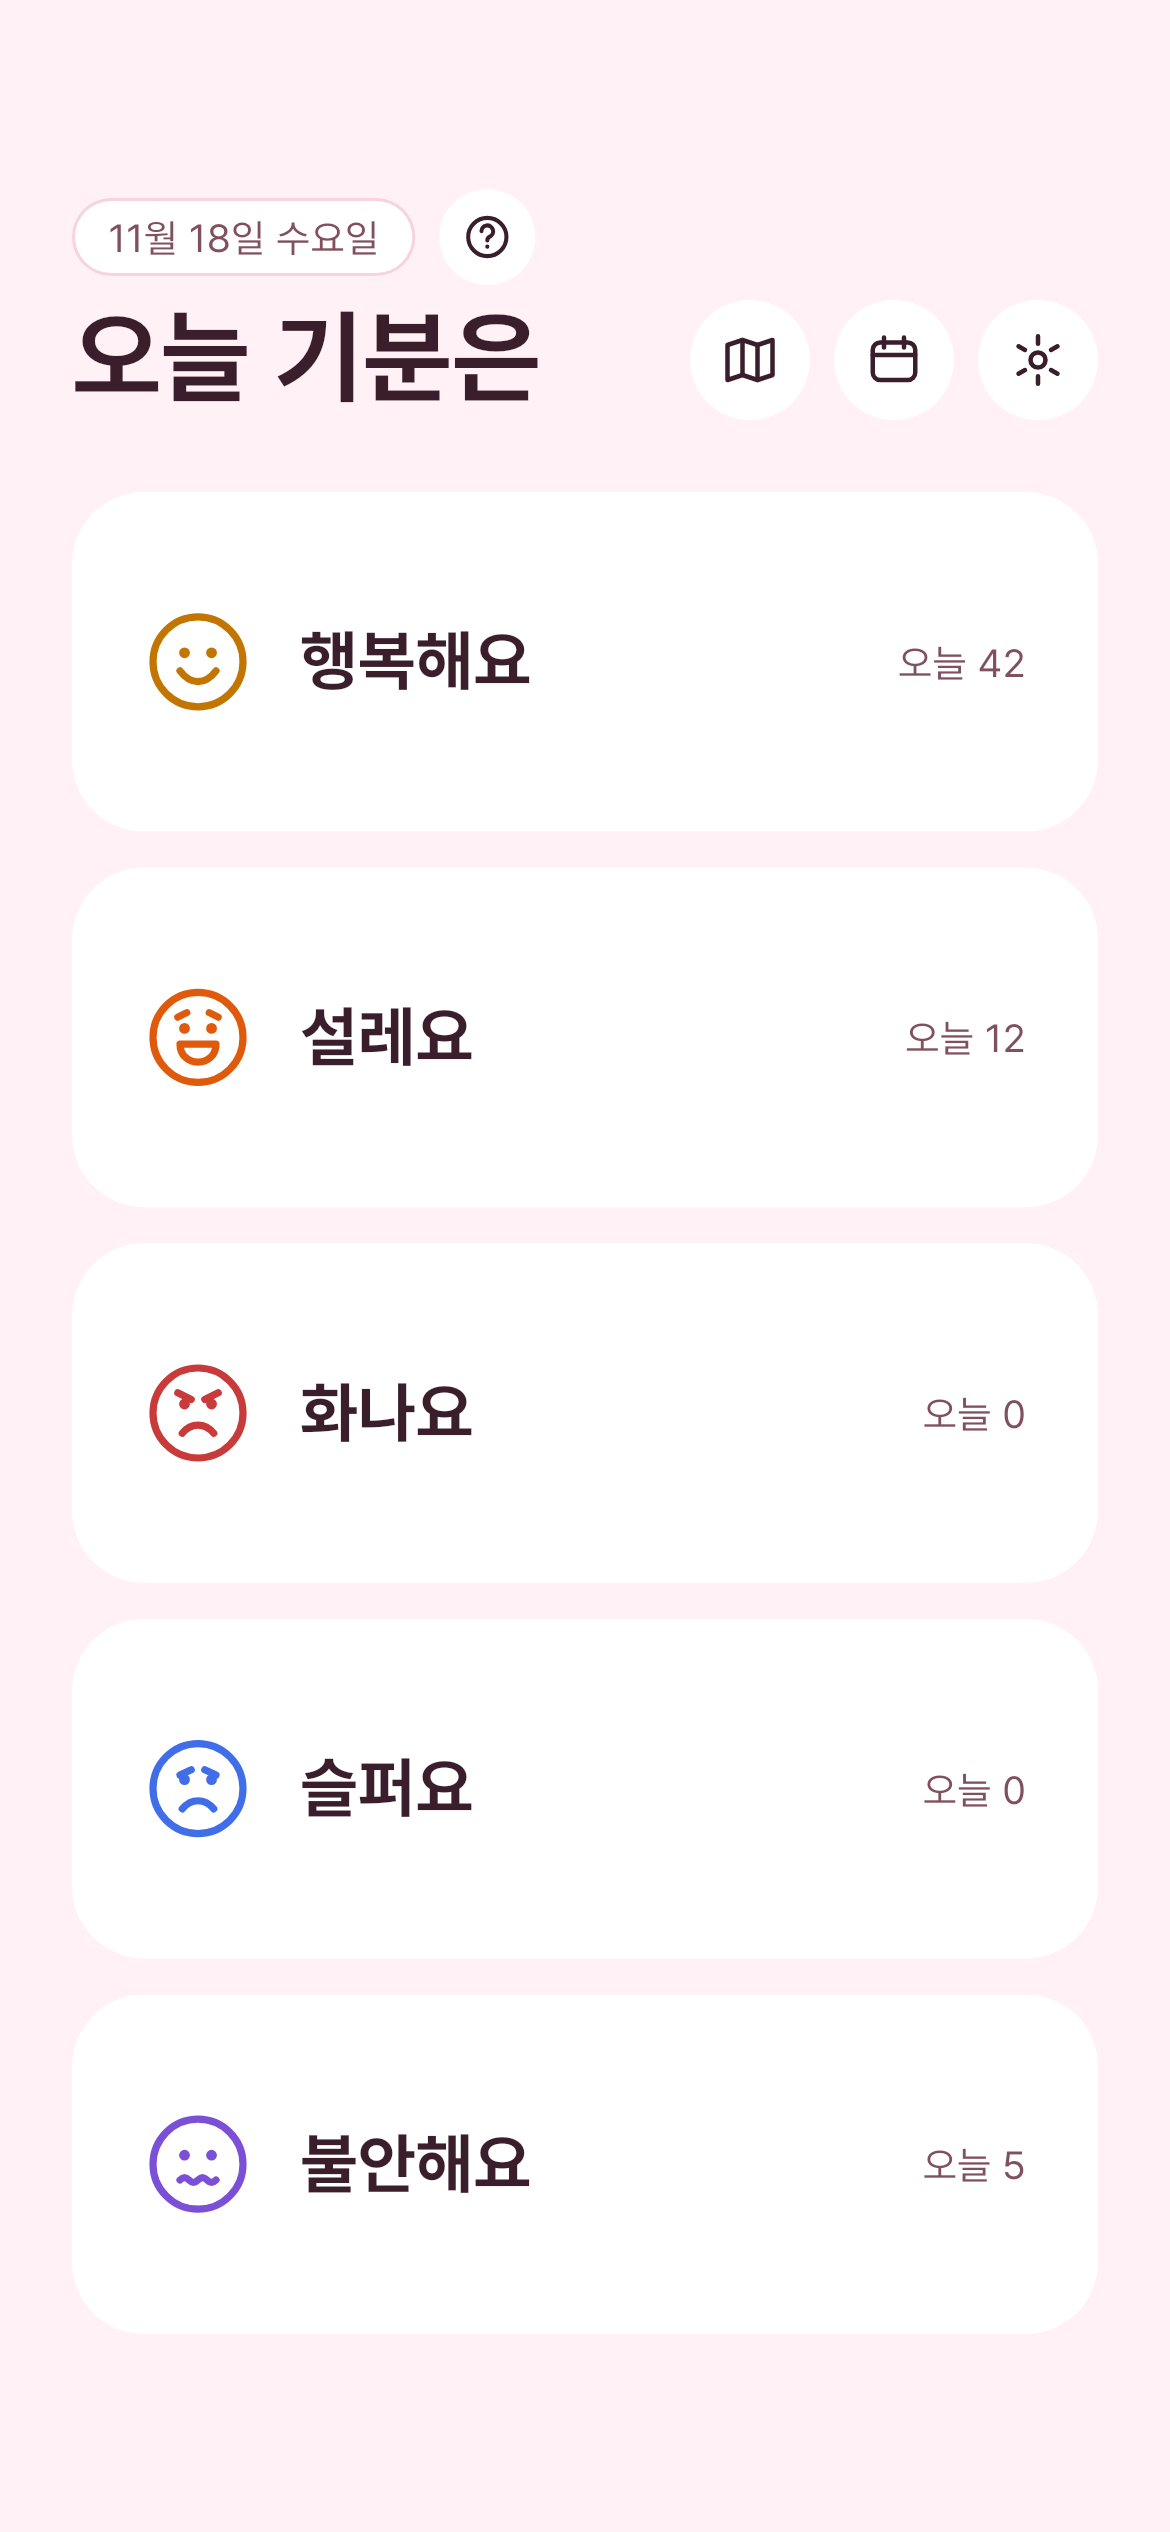 11월 18일 수요일
오늘 기분은
행복해요 오늘 42
설레요 오늘 12
화나요 오늘 0
슬퍼요 오늘 0
불안해요 오늘 5